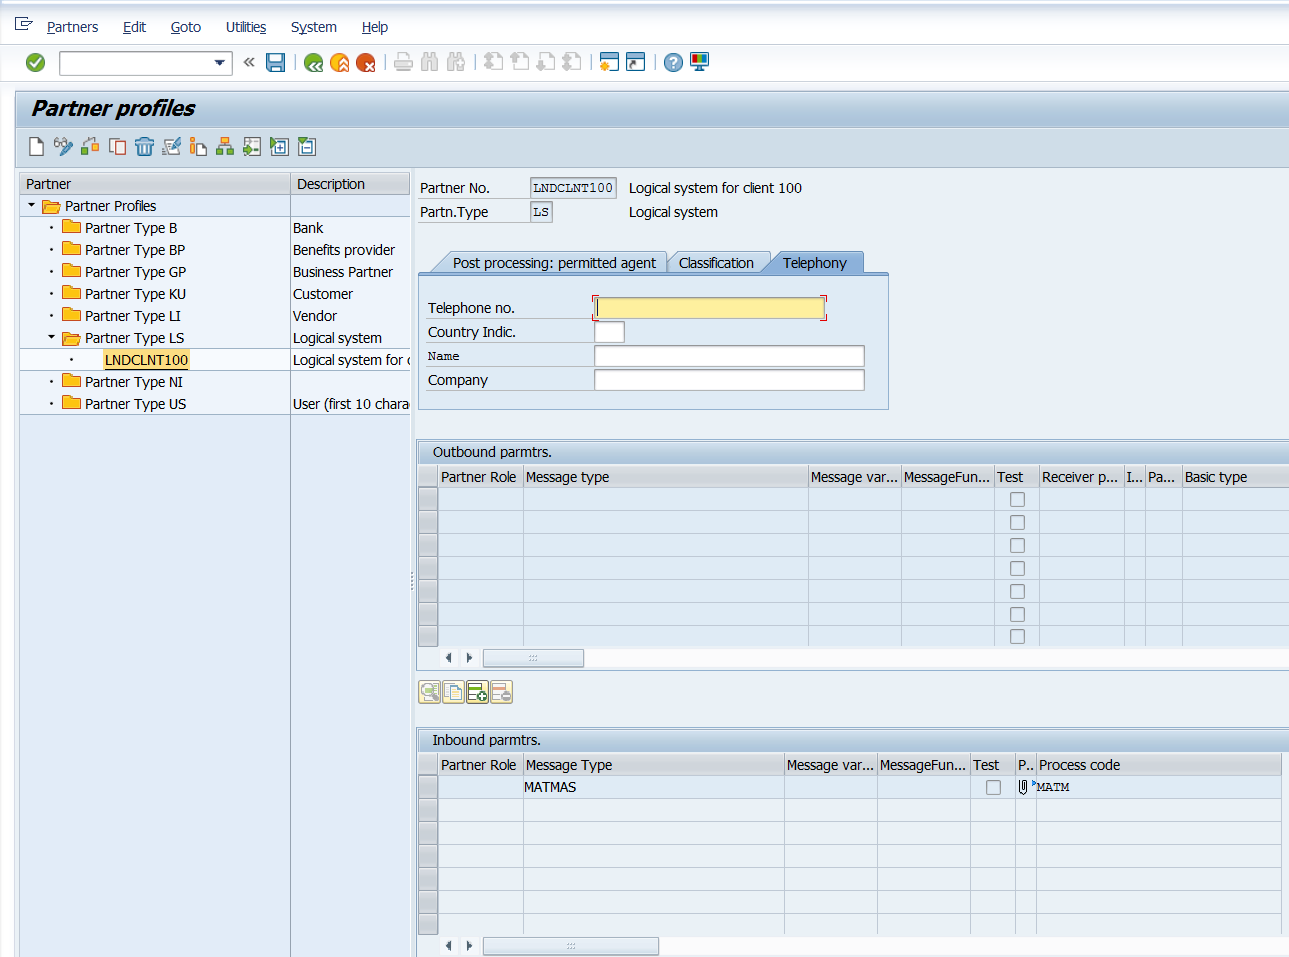 Partners Edit Goto Utilities System Help
Partner profiles
Partner Description
Partner Profiles
Partner Type B Bank
Partner Type BP Benefits provider
Partner Type GP Business Partner
Partner Type KU Customer
Partner Type LI Vendor
Partner Type LS Logical system
LNDCLNT100 Logical system for c
Partner Type NI
Partner Type US User (first 10 chara
Partner No. LNDCLNT100 Logical system for client 100
Partn.Type LS Logical system
Post processing: permitted agent Classification Telephony
Telephone no.
Country Indic.
Name
Company
Outbound parmtrs.
Partner Role Message type Message var... MessageFun... Test Receiver p... I... Pa... Basic type
Inbound parmtrs.
Partner Role Message Type Message var... MessageFun... Test P.. Process code
MATMAS MATM